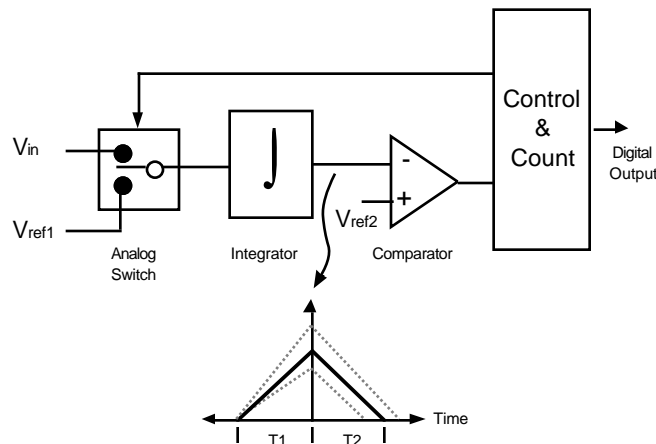 Control
&
Count
Vin
Vref1
Analog
Switch
∫
Integrator
-
+
Vref2
Comparator
Digital
Output
Time
T1
T2